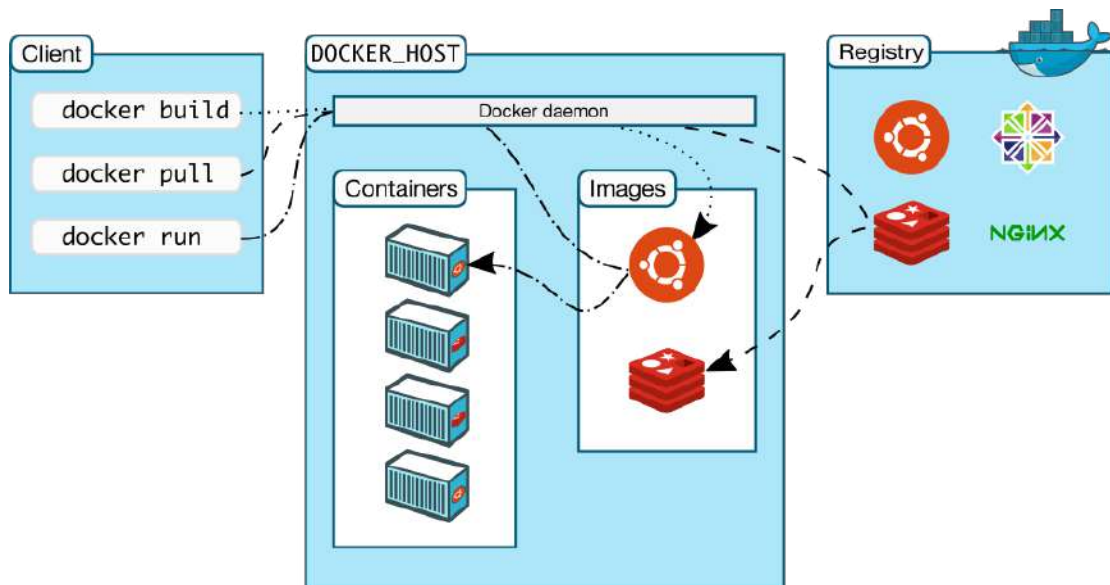 Client
docker build
docker pull
docker run
DOCKER_HOST
Docker daemon
Containers
Images
Registry
NGiNX